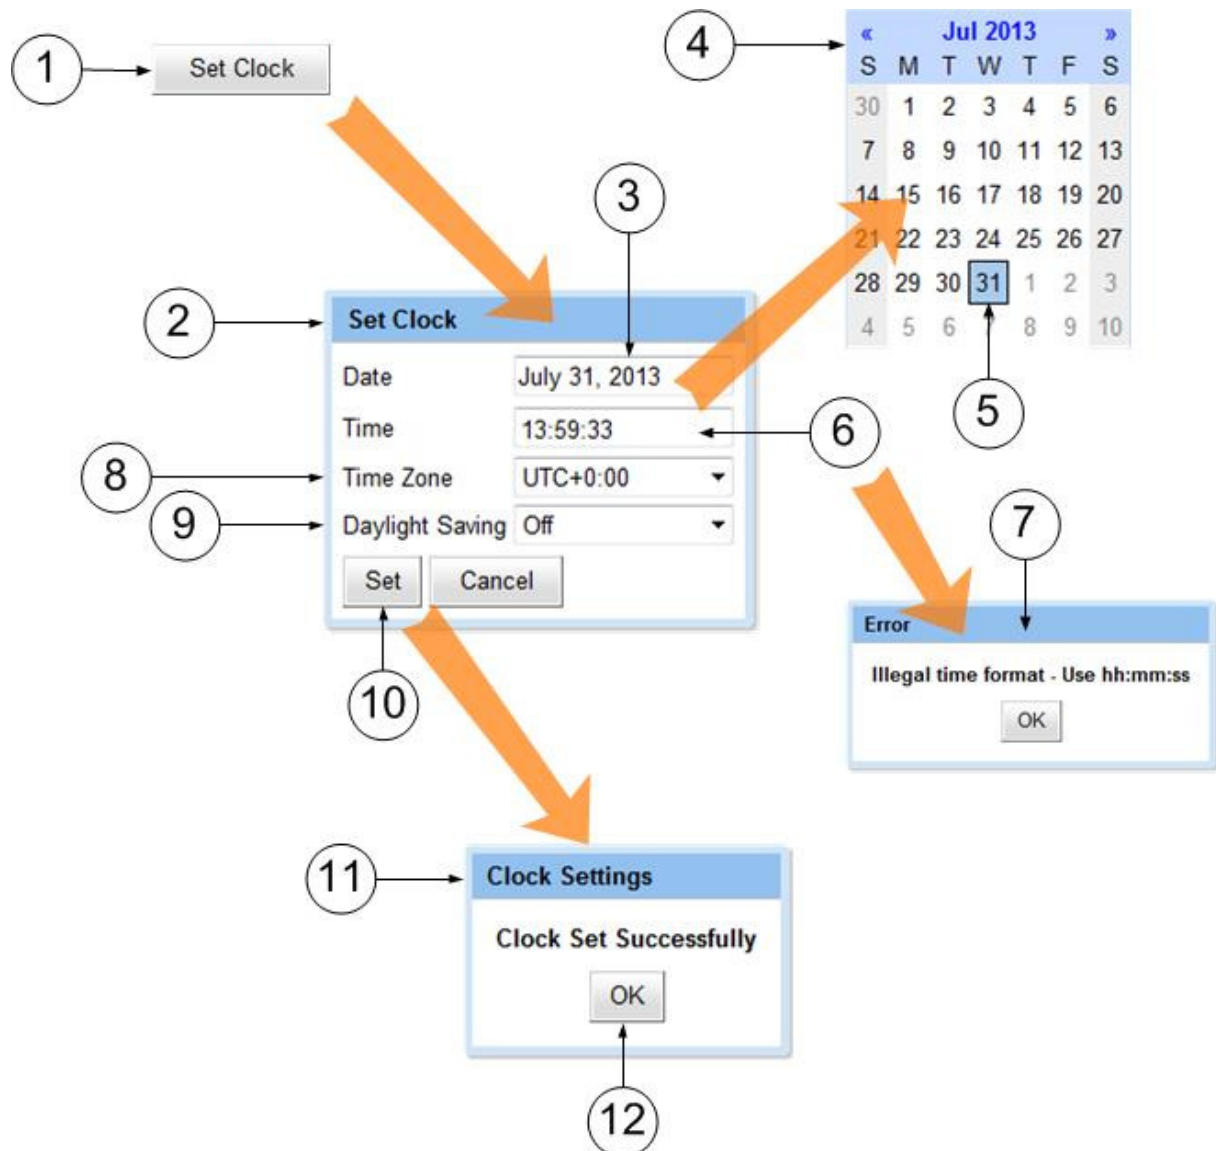 1
Set Clock
4
« Jul 2013 »
S M T W T F S
30 1 2 3 4 5 6
7 8 9 10 11 12 13
14 15 16 17 18 19 20
21 22 23 24 25 26 27
28 29 30 31 1 2 3
4 5 6 7 8 9 10
5
3
2
Set Clock
Date July 31, 2013
Time 13:59:33
6
8
Time Zone UTC+0:00
9
Daylight Saving Off
Set Cancel
10
7
Error
Illegal time format - Use hh:mm:ss
OK
11
Clock Settings
Clock Set Successfully
OK
12